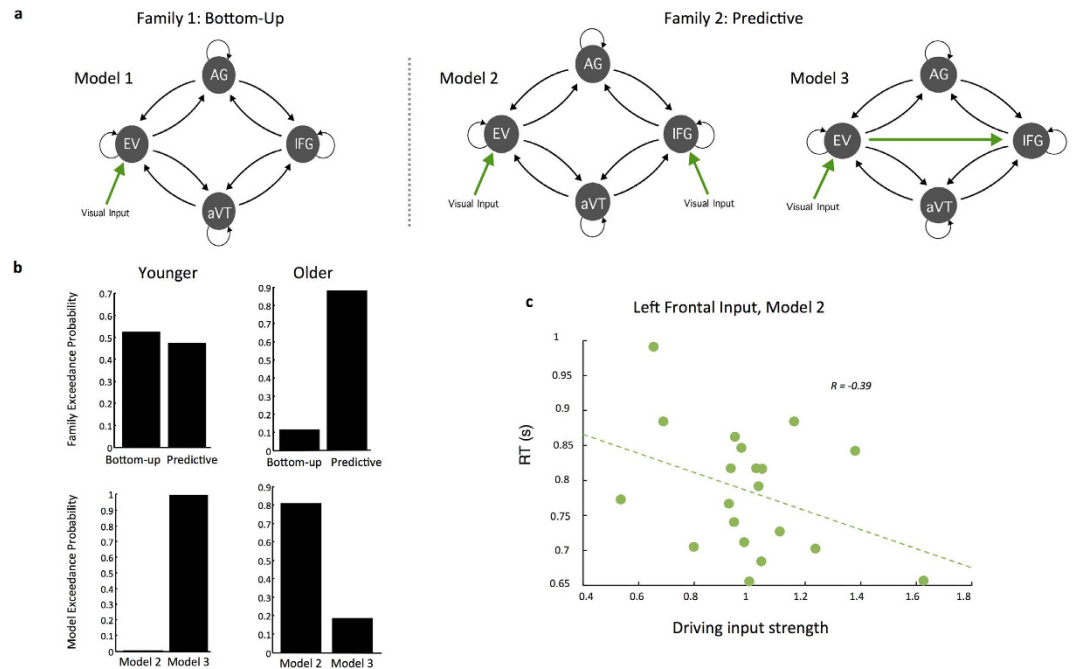 a
Family 1: Bottom-Up
Family 2: Predictive
Model 1
AG
EV
IFG
aVT
Visual Input
Model 2
AG
EV
IFG
aVT
Visual Input
Visual Input
Model 3
AG
EV
IFG
aVT
Visual Input
b
Younger
Older
Family Exceedance Probability
0.7
0.6
0.5
0.4
0.3
0.2
0.1
0
Bottom-up Predictive
0.9
0.8
0.7
0.6
0.5
0.4
0.3
0.2
0.1
0
Bottom-up Predictive
Model Exceedance Probability
1
0.9
0.8
0.7
0.6
0.5
0.4
0.3
0.2
0.1
0
Model 2 Model 3
0.9
0.8
0.7
0.6
0.5
0.4
0.3
0.2
0.1
0
Model 2 Model 3
c
Left Frontal Input, Model 2
R = -0.39
RT (s)
1
0.95
0.9
0.85
0.8
0.75
0.7
0.65
0.4 0.6 0.8 1 1.2 1.4 1.6 1.8
Driving input strength